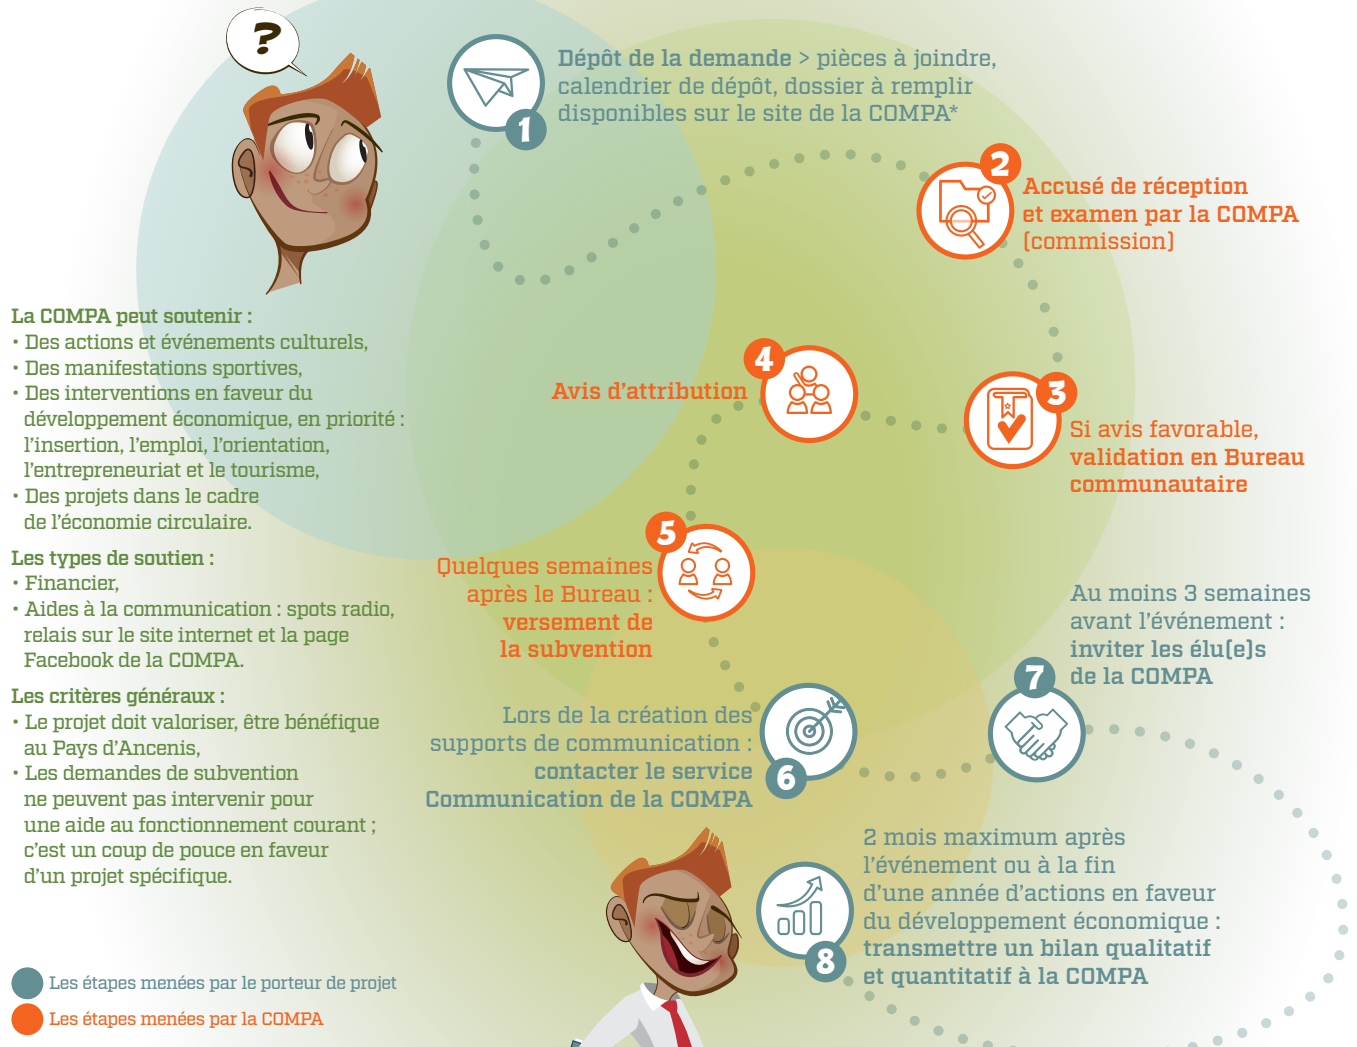 ?
1
Dépôt de la demande > pièces à joindre,
calendrier de dépôt, dossier à remplir
disponibles sur le site de la COMPA*
2
Accusé de réception
et examen par la COMPA
(commission)
3
Si avis favorable,
validation en Bureau
communautaire
4
Avis d’attribution
5
Quelques semaines
après le Bureau :
versement de
la subvention
6
Lors de la création des
supports de communication :
contacter le service
Communication de la COMPA
7
Au moins 3 semaines
avant l’événement :
inviter les élu(e)s
de la COMPA
8
2 mois maximum après
l’événement ou à la fin
d’une année d’actions en faveur
du développement économique :
transmettre un bilan qualitatif
et quantitatif à la COMPA
La COMPA peut soutenir :
• Des actions et événements culturels,
• Des manifestations sportives,
• Des interventions en faveur du
développement économique, en priorité :
l’insertion, l’emploi, l’orientation,
l’entrepreneuriat et le tourisme,
• Des projets dans le cadre
de l’économie circulaire.
Les types de soutien :
• Financier,
• Aides à la communication : spots radio,
relais sur le site internet et la page
Facebook de la COMPA.
Les critères généraux :
• Le projet doit valoriser, être bénéfique
au Pays d’Ancenis,
• Les demandes de subvention
ne peuvent pas intervenir pour
une aide au fonctionnement courant ;
c’est un coup de pouce en faveur
d’un projet spécifique.
Les étapes menées par le porteur de projet
Les étapes menées par la COMPA